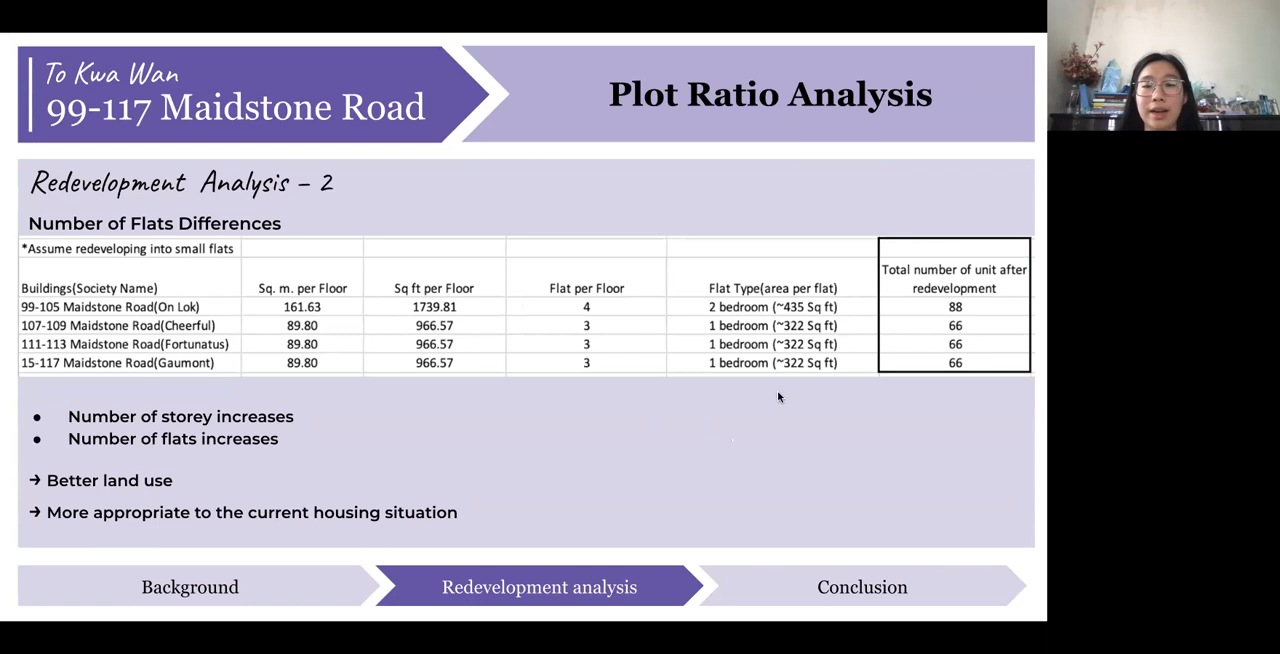 To Kwa Wan
99-117 Maidstone Road
Plot Ratio Analysis
Redevelopment Analysis – 2
Number of Flats Differences
*Assume redeveloping into small flats
Buildings(Society Name) Sq. m. per Floor Sq ft per Floor Flat per Floor Flat Type(area per flat) Total number of unit after redevelopment
99-105 Maidstone Road(On Lok) 161.63 1739.81 4 2 bedroom (~435 Sq ft) 88
107-109 Maidstone Road(Cheerful) 89.80 966.57 3 1 bedroom (~322 Sq ft) 66
111-113 Maidstone Road(Fortunatus) 89.80 966.57 3 1 bedroom (~322 Sq ft) 66
15-117 Maidstone Road(Gaumont) 89.80 966.57 3 1 bedroom (~322 Sq ft) 66
● Number of storey increases
● Number of flats increases
→ Better land use
→ More appropriate to the current housing situation
Background Redevelopment analysis Conclusion